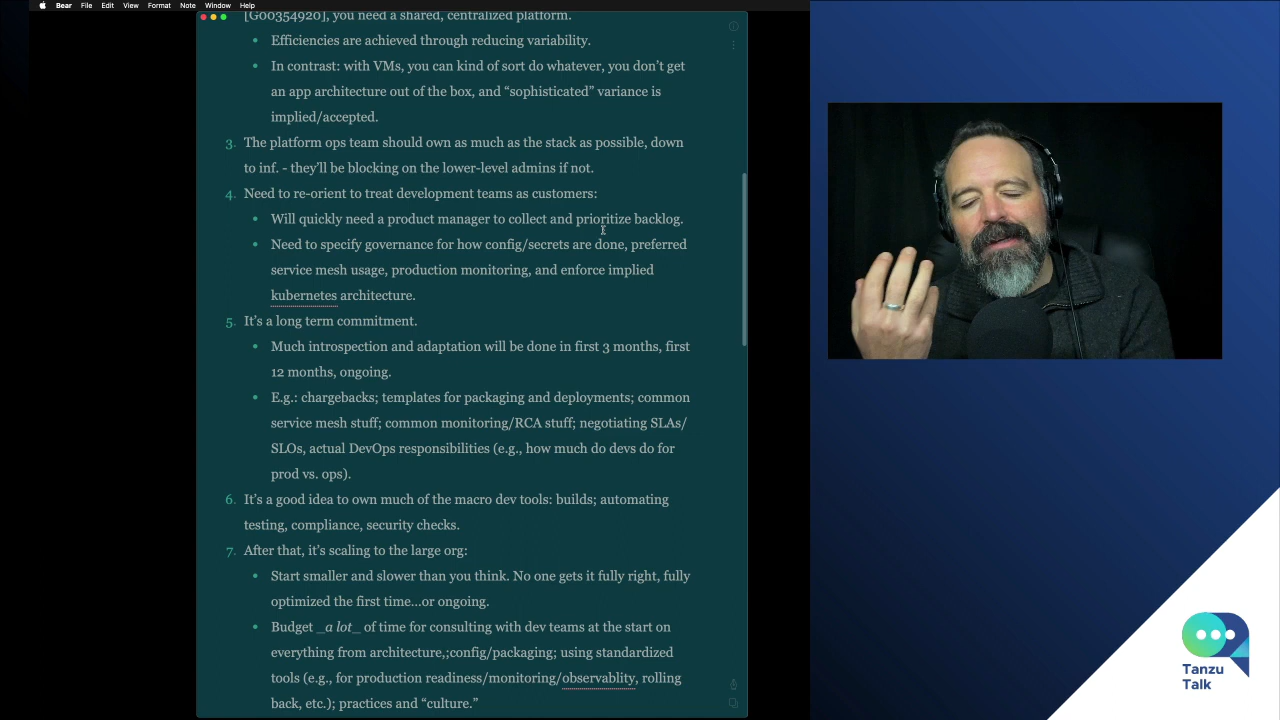 Bear File Edit View Format Note Window Help
[G00354920], you need a shared, centralized platform.
• Efficiencies are achieved through reducing variability.
• In contrast: with VMs, you can kind of sort do whatever, you don’t get
an app architecture out of the box, and “sophisticated” variance is
implied/accepted.
3. The platform ops team should own as much as the stack as possible, down
to inf. - they’ll be blocking on the lower-level admins if not.
4. Need to re-orient to treat development teams as customers:
• Will quickly need a product manager to collect and prioritize backlog.
• Need to specify governance for how config/secrets are done, preferred
service mesh usage, production monitoring, and enforce implied
kubernetes architecture.
5. It’s a long term commitment.
• Much introspection and adaptation will be done in first 3 months, first
12 months, ongoing.
• E.g.: chargebacks; templates for packaging and deployments; common
service mesh stuff; common monitoring/RCA stuff; negotiating SLAs/
SLOs, actual DevOps responsibilities (e.g., how much do devs do for
prod vs. ops).
6. It’s a good idea to own much of the macro dev tools: builds; automating
testing, compliance, security checks.
7. After that, it’s scaling to the large org:
• Start smaller and slower than you think. No one gets it fully right, fully
optimized the first time…or ongoing.
• Budget _a lot_ of time for consulting with dev teams at the start on
everything from architecture,;config/packaging; using standardized
tools (e.g., for production readiness/monitoring/observablity, rolling
back, etc.); practices and “culture.”
Tanzu
Talk